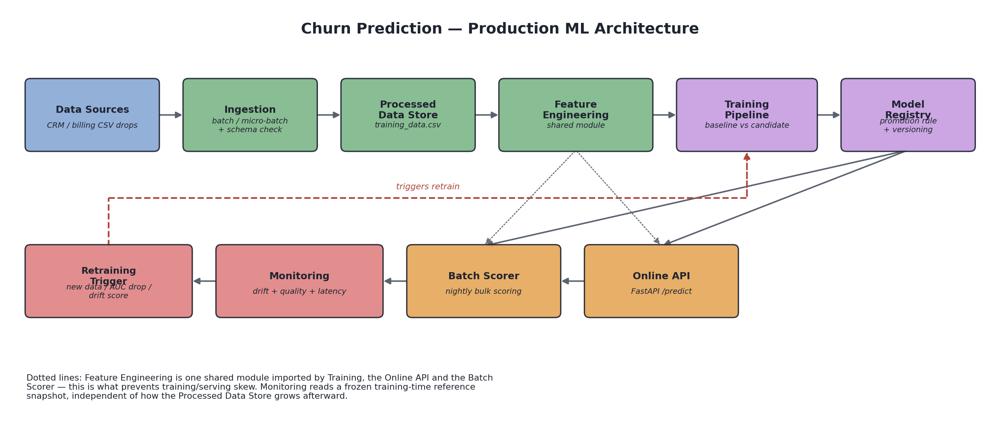 Churn Prediction — Production ML Architecture
Data Sources
CRM / billing CSV drops
Ingestion
batch / micro-batch
+ schema check
Processed
Data Store
training_data.csv
Feature
Engineering
shared module
Training
Pipeline
baseline vs candidate
Model
Registry
promotion rule
+ versioning
triggers retrain
Retraining
Trigger
new data / AUC drop /
drift score
Monitoring
drift + quality + latency
Batch Scorer
nightly bulk scoring
Online API
FastAPI /predict
Dotted lines: Feature Engineering is one shared module imported by Training, the Online API and the Batch
Scorer — this is what prevents training/serving skew. Monitoring reads a frozen training-time reference
snapshot, independent of how the Processed Data Store grows afterward.